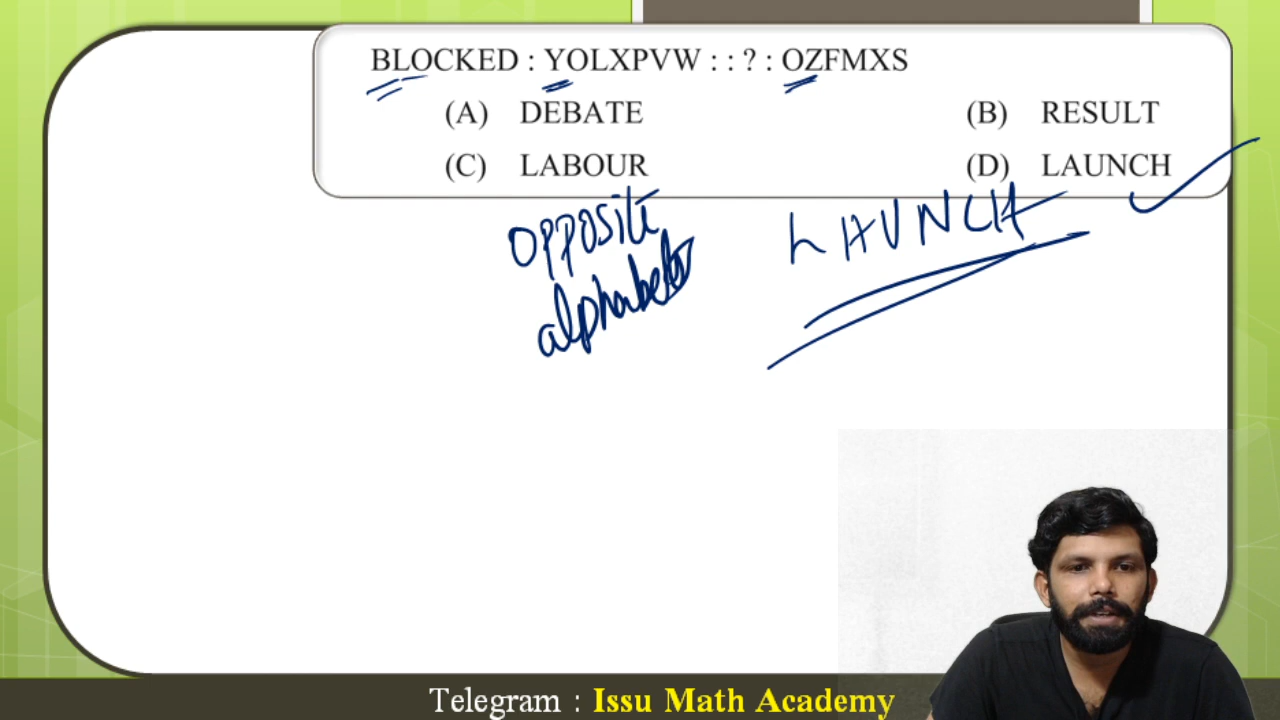 BLOCKED : YOLXPVW : : ? : OZFMXS
(A) DEBATE (B) RESULT
(C) LABOUR (D) LAUNCH
opposite
alphabets
LAUNCH
Telegram : Issu Math Academy